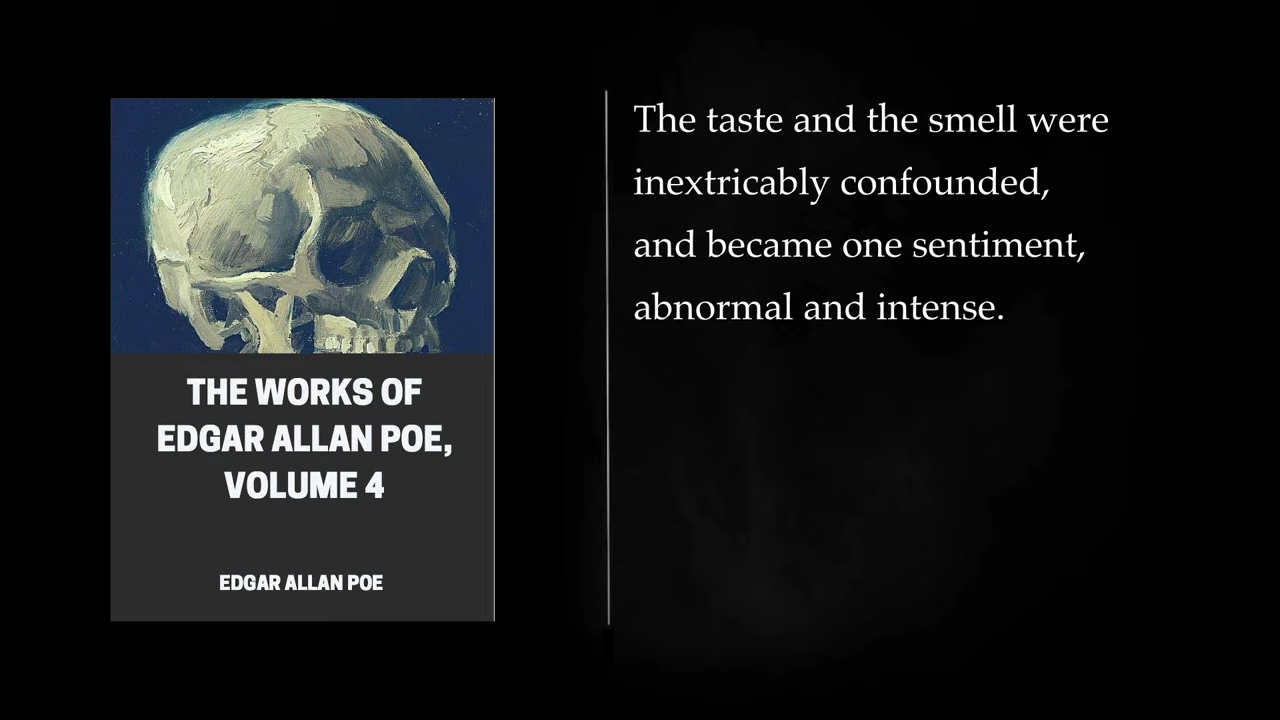 THE WORKS OF
EDGAR ALLAN POE,
VOLUME 4
EDGAR ALLAN POE
The taste and the smell were
inextricably confounded,
and became one sentiment,
abnormal and intense.